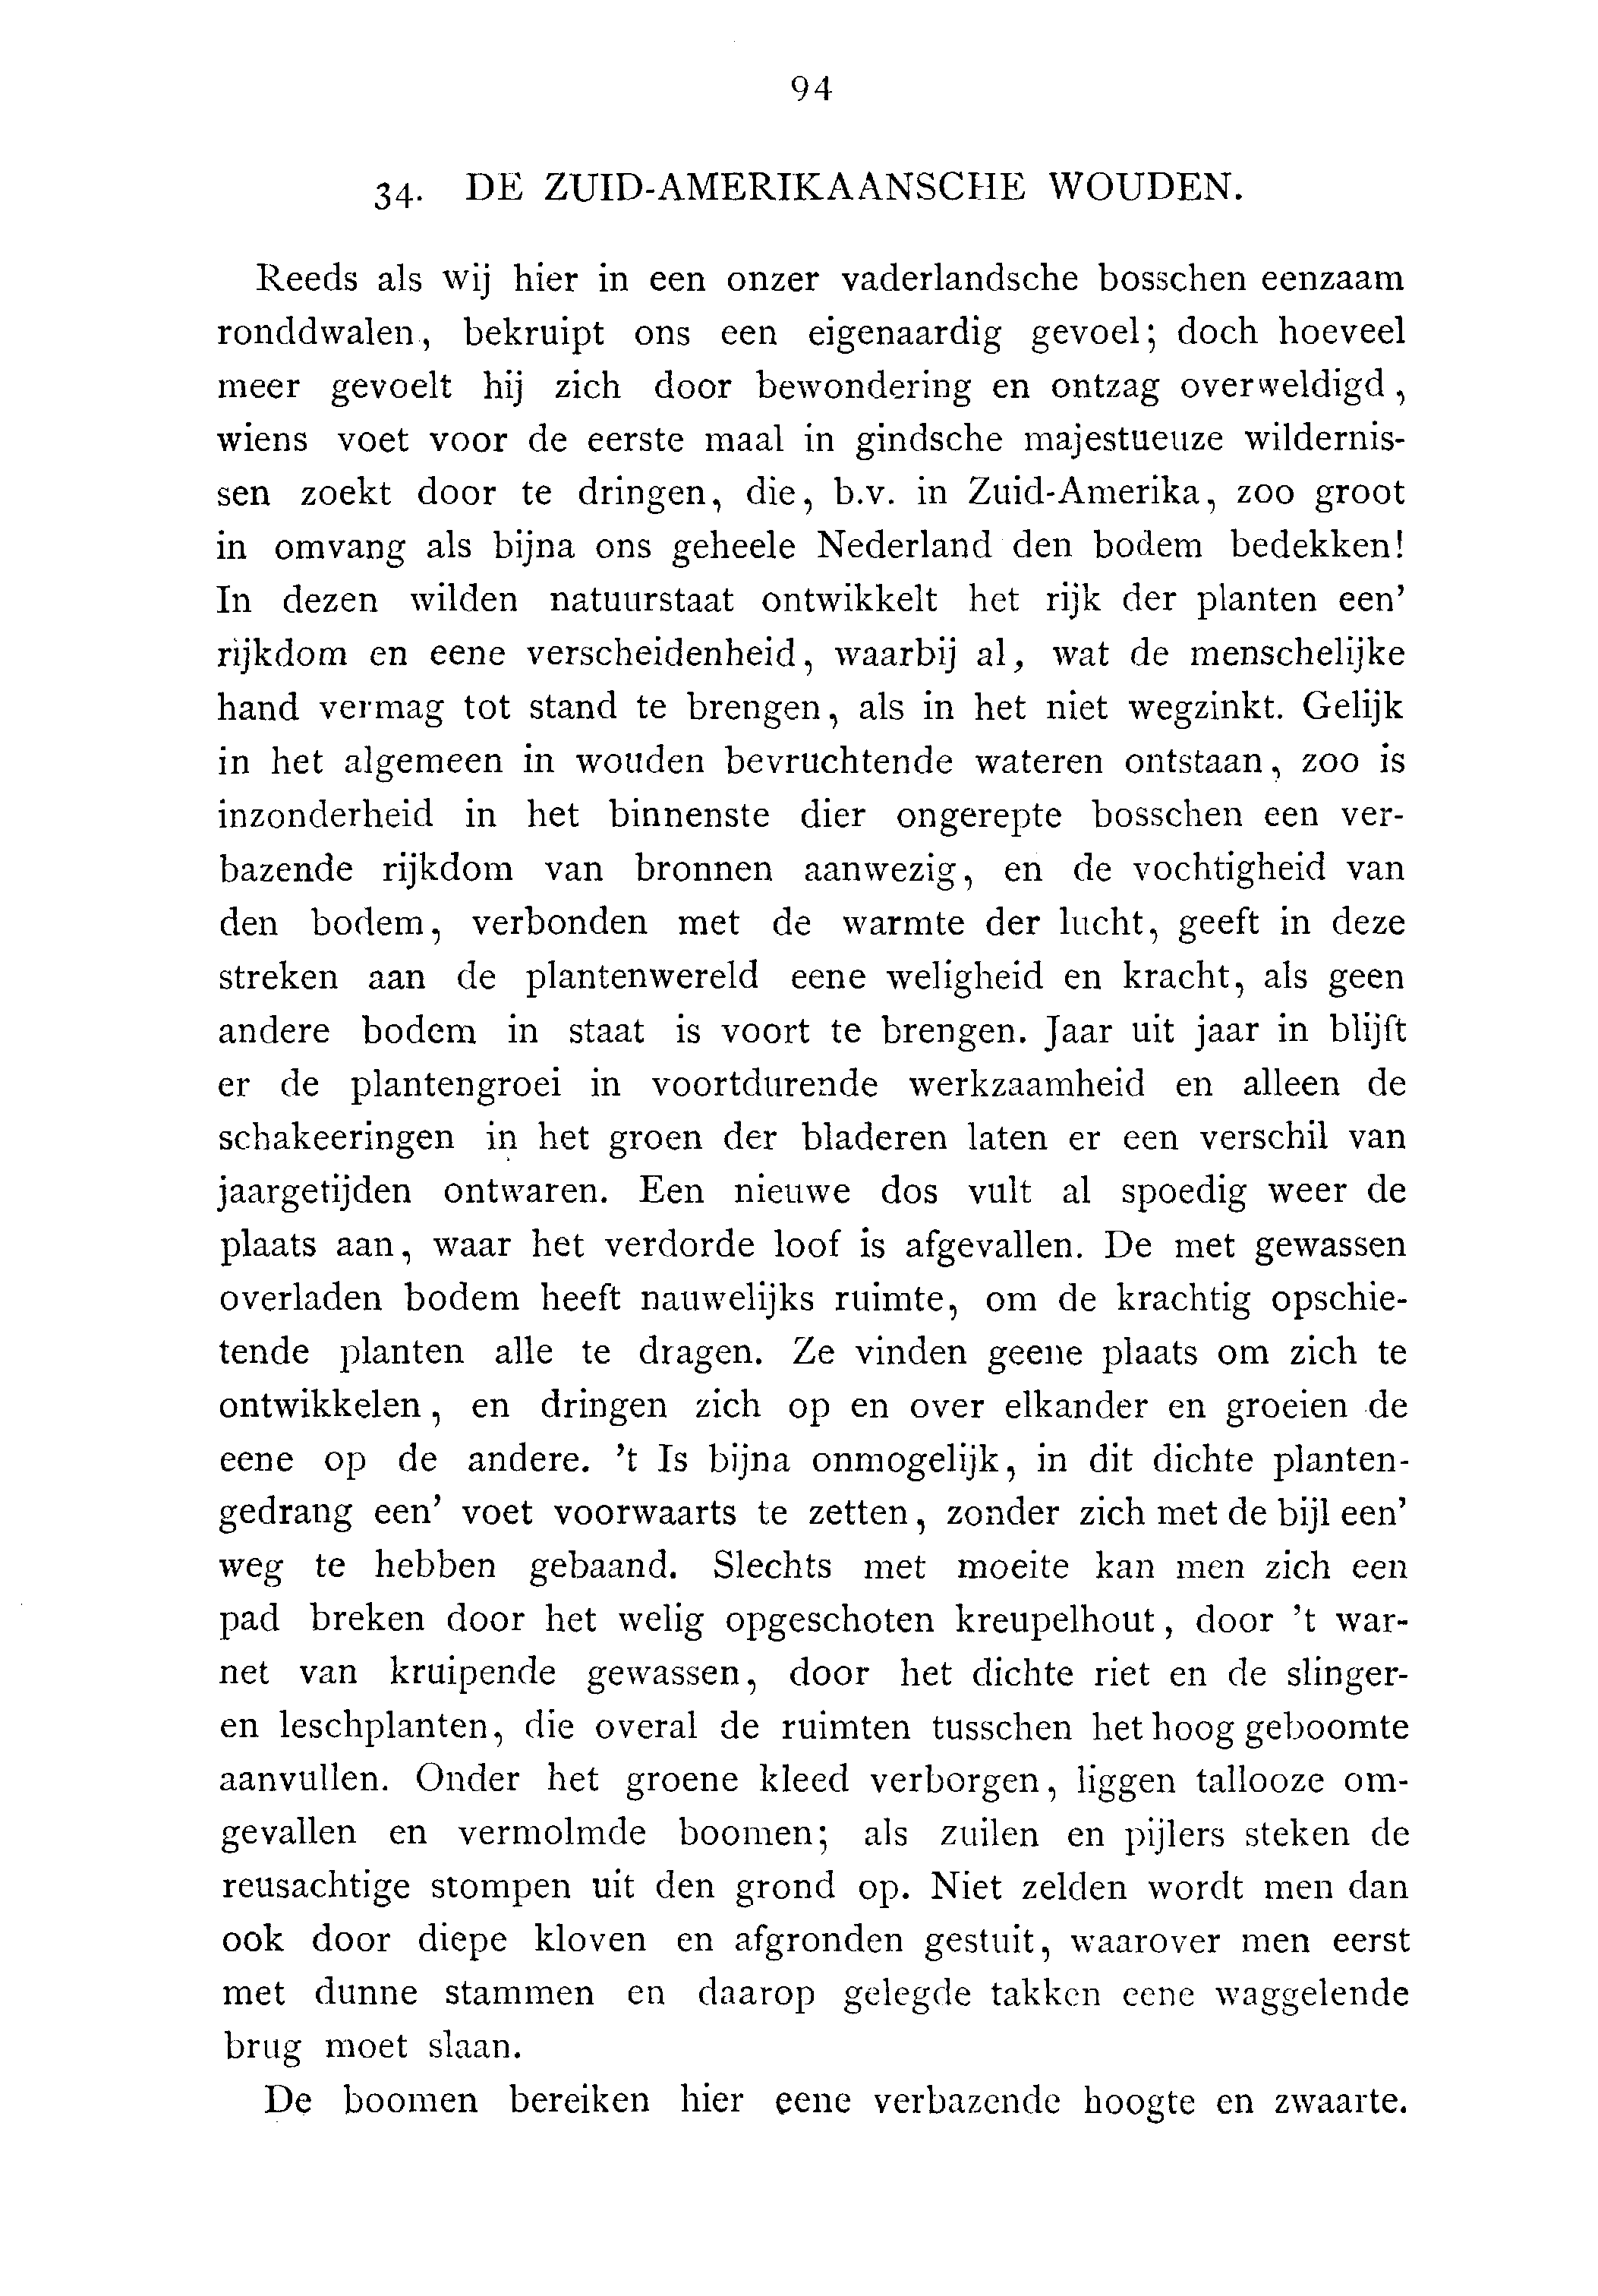 94
34. DE ZUID-AMERIKAANSCHE WOUDEN.
Reeds als wij hier in een onzer vaderlandsche bosschen eenzaam
ronddwalen, bekruipt ons een eigenaardig gevoel; doch hoeveel
meer gevoelt hij zich door bewondering en ontzag overweldigd,
wiens voet voor de eerste maal in gindsche majestueuze wildernis-
sen zoekt door te dringen, die, b.v. in Zuid-Amerika, zoo groot
in omvang als bijna ons geheele Nederland den bodem bedekken!
In dezen wilden natuurstaat ontwikkelt het rijk der planten een’
rijkdom en eene verscheidenheid, waarbij al, wat de menschelijke
hand vermag tot stand te brengen, als in het niet wegzinkt. Gelijk
in het algemeen in wouden bevruchtende wateren ontstaan, zoo is
inzonderheid in het binnenste dier ongerepte bosschen een ver-
bazende rijkdom van bronnen aanwezig, en de vochtigheid van
den bodem, verbonden met de warmte der lucht, geeft in deze
streken aan de plantenwereld eene weligheid en kracht, als geen
andere bodem in staat is voort te brengen. Jaar uit jaar in blijft
er de plantengroei in voortdurende werkzaamheid en alleen de
schakeeringen in het groen der bladeren laten er een verschil van
jaargetijden ontwaren. Een nieuwe dos vult al spoedig weer de
plaats aan, waar het verdorde loof is afgevallen. De met gewassen
overladen bodem heeft nauwelijks ruimte, om de krachtig opschie-
tende planten alle te dragen. Ze vinden geene plaats om zich te
ontwikkelen, en dringen zich op en over elkander en groeien de
eene op de andere. ’t Is bijna onmogelijk, in dit dichte planten-
gedrang een’ voet voorwaarts te zetten, zonder zich met de bijl een’
weg te hebben gebaand. Slechts met moeite kan men zich een
pad breken door het welig opgeschoten kreupelhout, door ’t war-
net van kruipende gewassen, door het dichte riet en de slinger-
en leschplanten, die overal de ruimten tusschen het hoog geboomte
aanvullen. Onder het groene kleed verborgen, liggen tallooze om-
gevallen en vermolmde boomen; als zuilen en pijlers steken de
reusachtige stompen uit den grond op. Niet zelden wordt men dan
ook door diepe kloven en afgronden gestuit, waarover men eerst
met dunne stammen en daarop gelegde takken eene waggelende
brug moet slaan.
De boomen bereiken hier eene verbazende hoogte en zwaarte.